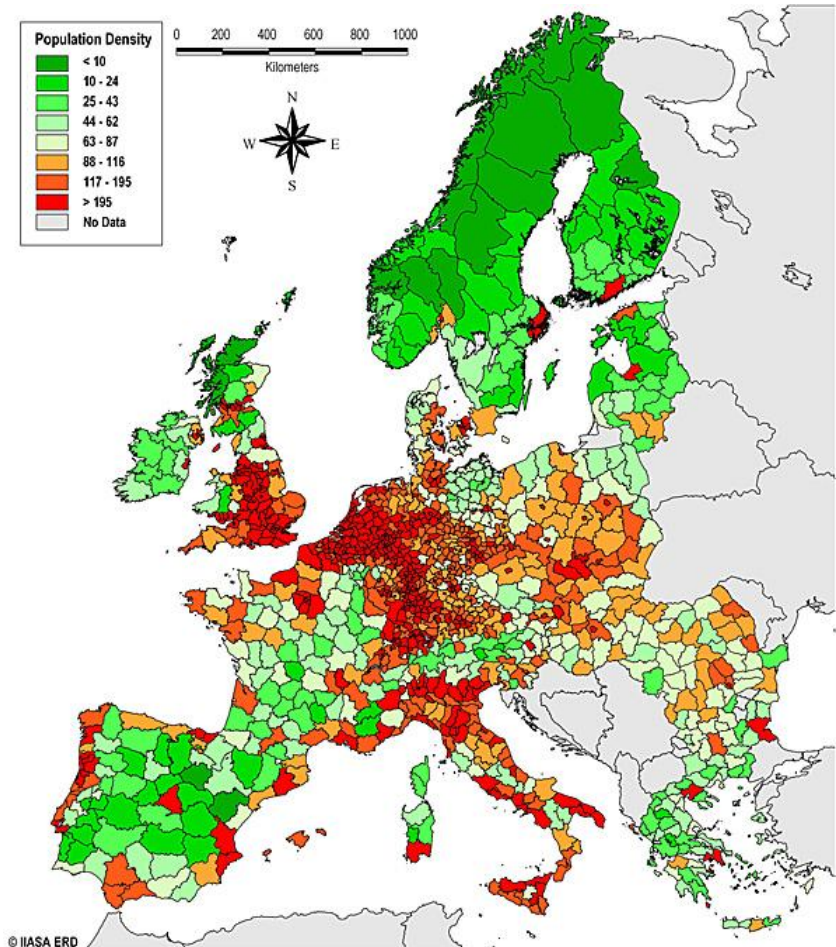 Population Density
< 10
10 - 24
25 - 43
44 - 62
63 - 87
88 - 116
117 - 195
> 195
No Data
0 200 400 600 800 1000
Kilometers
N
W E
S
© IIASA ERD